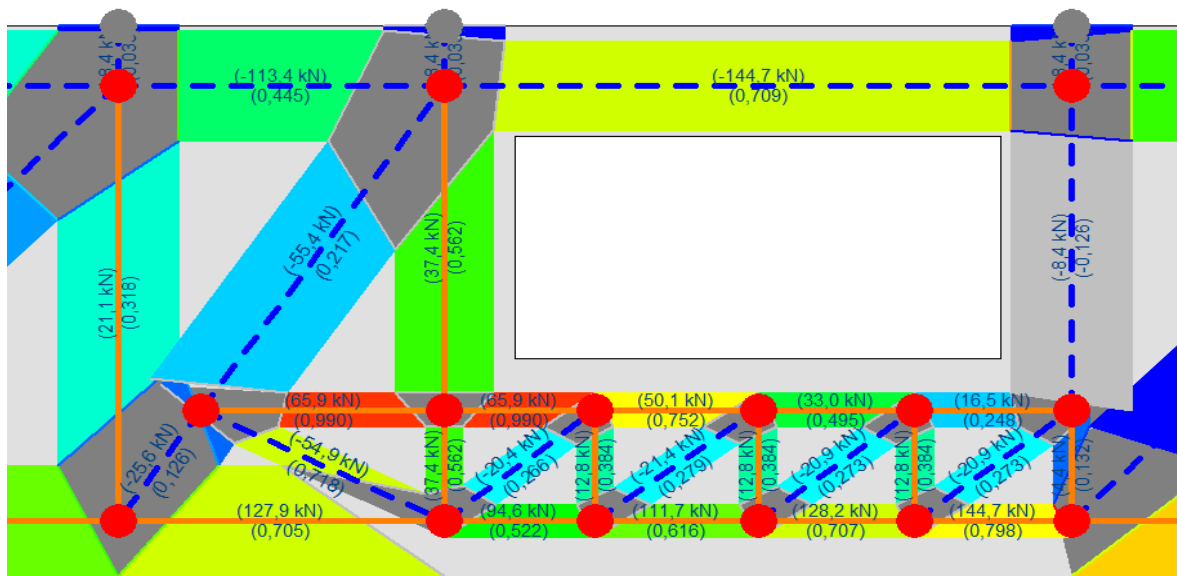 (-113,4 kN)
(0,445)
(-144,7 kN)
(0,709)
(-55,4 kN)
(0,217)
(37,4 kN)
(0,562)
(-8,4 kN)
(-0,126)
(21,1 kN)
(0,318)
(65,9 kN)
(0,990)
(65,9 kN)
(0,990)
(50,1 kN)
(0,752)
(33,0 kN)
(0,495)
(16,5 kN)
(0,248)
(-25,6 kN)
(0,126)
(-54,9 kN)
(0,718)
(37,4 kN)
(0,562)
(-20,4 kN)
(0,266)
(12,8 kN)
(0,384)
(-21,4 kN)
(0,279)
(12,8 kN)
(0,384)
(-20,9 kN)
(0,273)
(12,8 kN)
(0,384)
(-20,9 kN)
(0,273)
(0,132)
(127,9 kN)
(0,705)
(94,6 kN)
(0,522)
(111,7 kN)
(0,616)
(128,2 kN)
(0,707)
(144,7 kN)
(0,798)